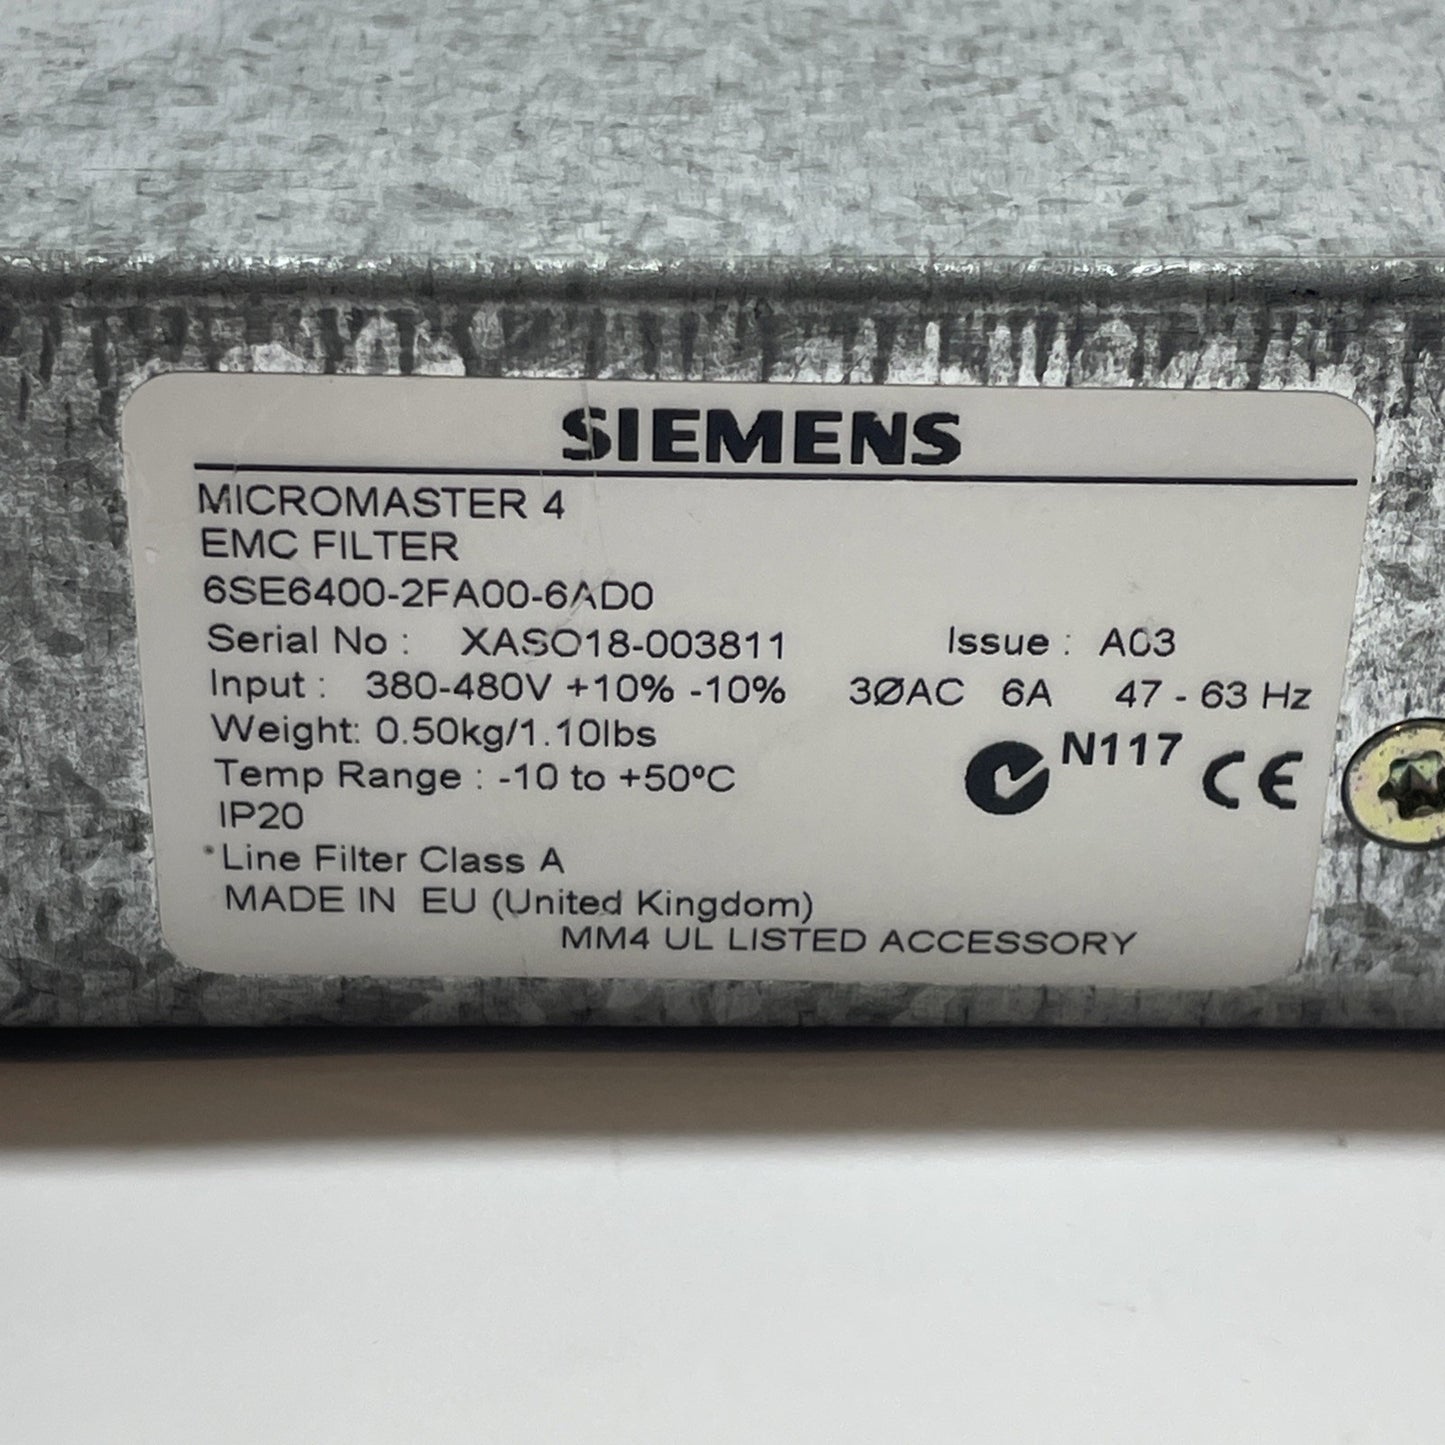 SIEMENS
MICROMASTER 4
EMC FILTER
6SE6400-2FA00-6AD0
Serial No : XASO18-003811 Issue : A03
Input : 380-480V +10% -10% 3ØAC 6A 47 - 63 Hz
Weight: 0.50kg/1.10lbs
N117 CE
Temp Range : -10 to +50°C
IP20
*Line Filter Class A
MADE IN EU (United Kingdom)
MM4 UL LISTED ACCESSORY